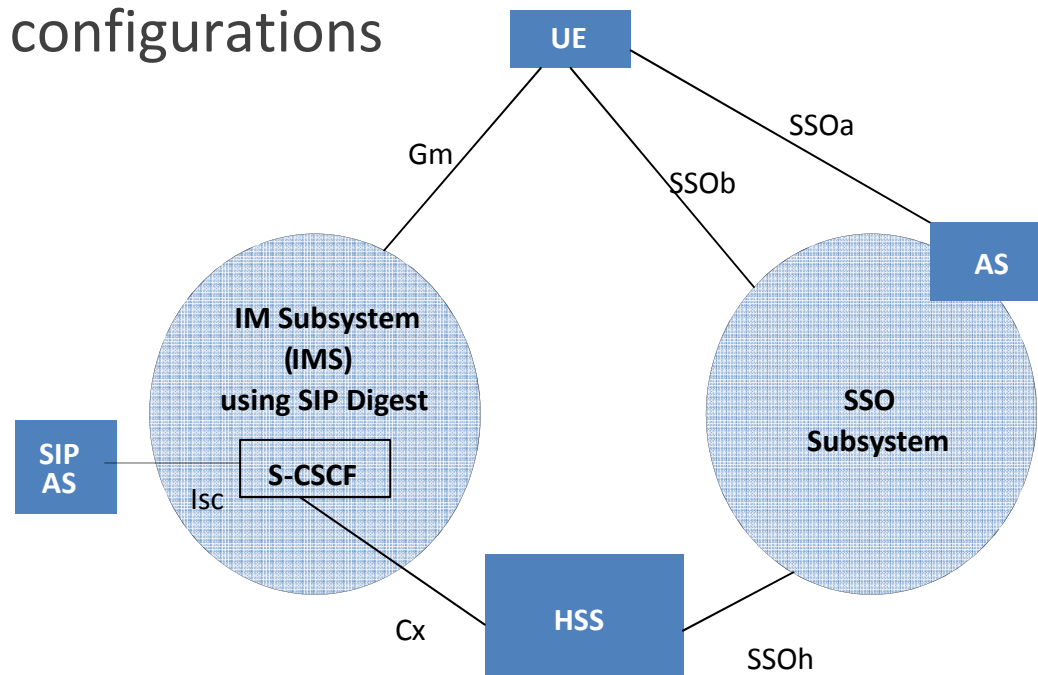 configurations
UE
SSOa
Gm
SSOb
AS
IM Subsystem
(IMS)
using SIP Digest
SSO
Subsystem
SIP
AS
S-CSCF
Isc
HSS
Cx
SSOh